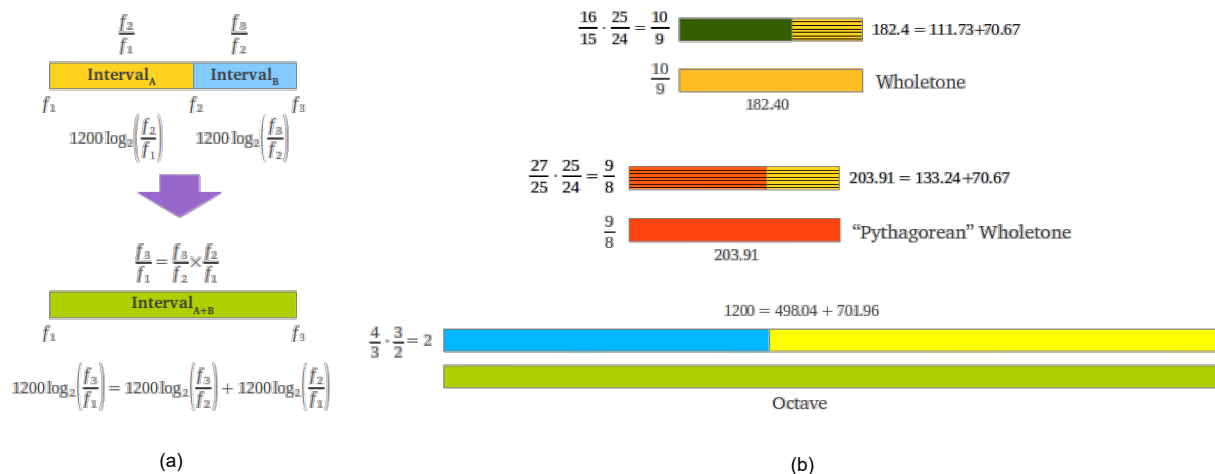 f₂/f₁ f₃/f₂
Interval_A Interval_B
f₁ f₂ f₃
1200 log₂(f₂/f₁) 1200 log₂(f₃/f₂)
f₃/f₁ = f₃/f₂ × f₂/f₁
Interval_A+B
f₁ f₃
1200 log₂(f₃/f₁) = 1200 log₂(f₃/f₂) + 1200 log₂(f₂/f₁)
(a)
16/15 · 25/24 = 10/9 182.4 = 111.73+70.67
10/9 Wholetone
182.40
27/25 · 25/24 = 9/8 203.91 = 133.24+70.67
9/8 “Pythagorean” Wholetone
203.91
1200 = 498.04 + 701.96
4/3 · 3/2 = 2
Octave
(b)